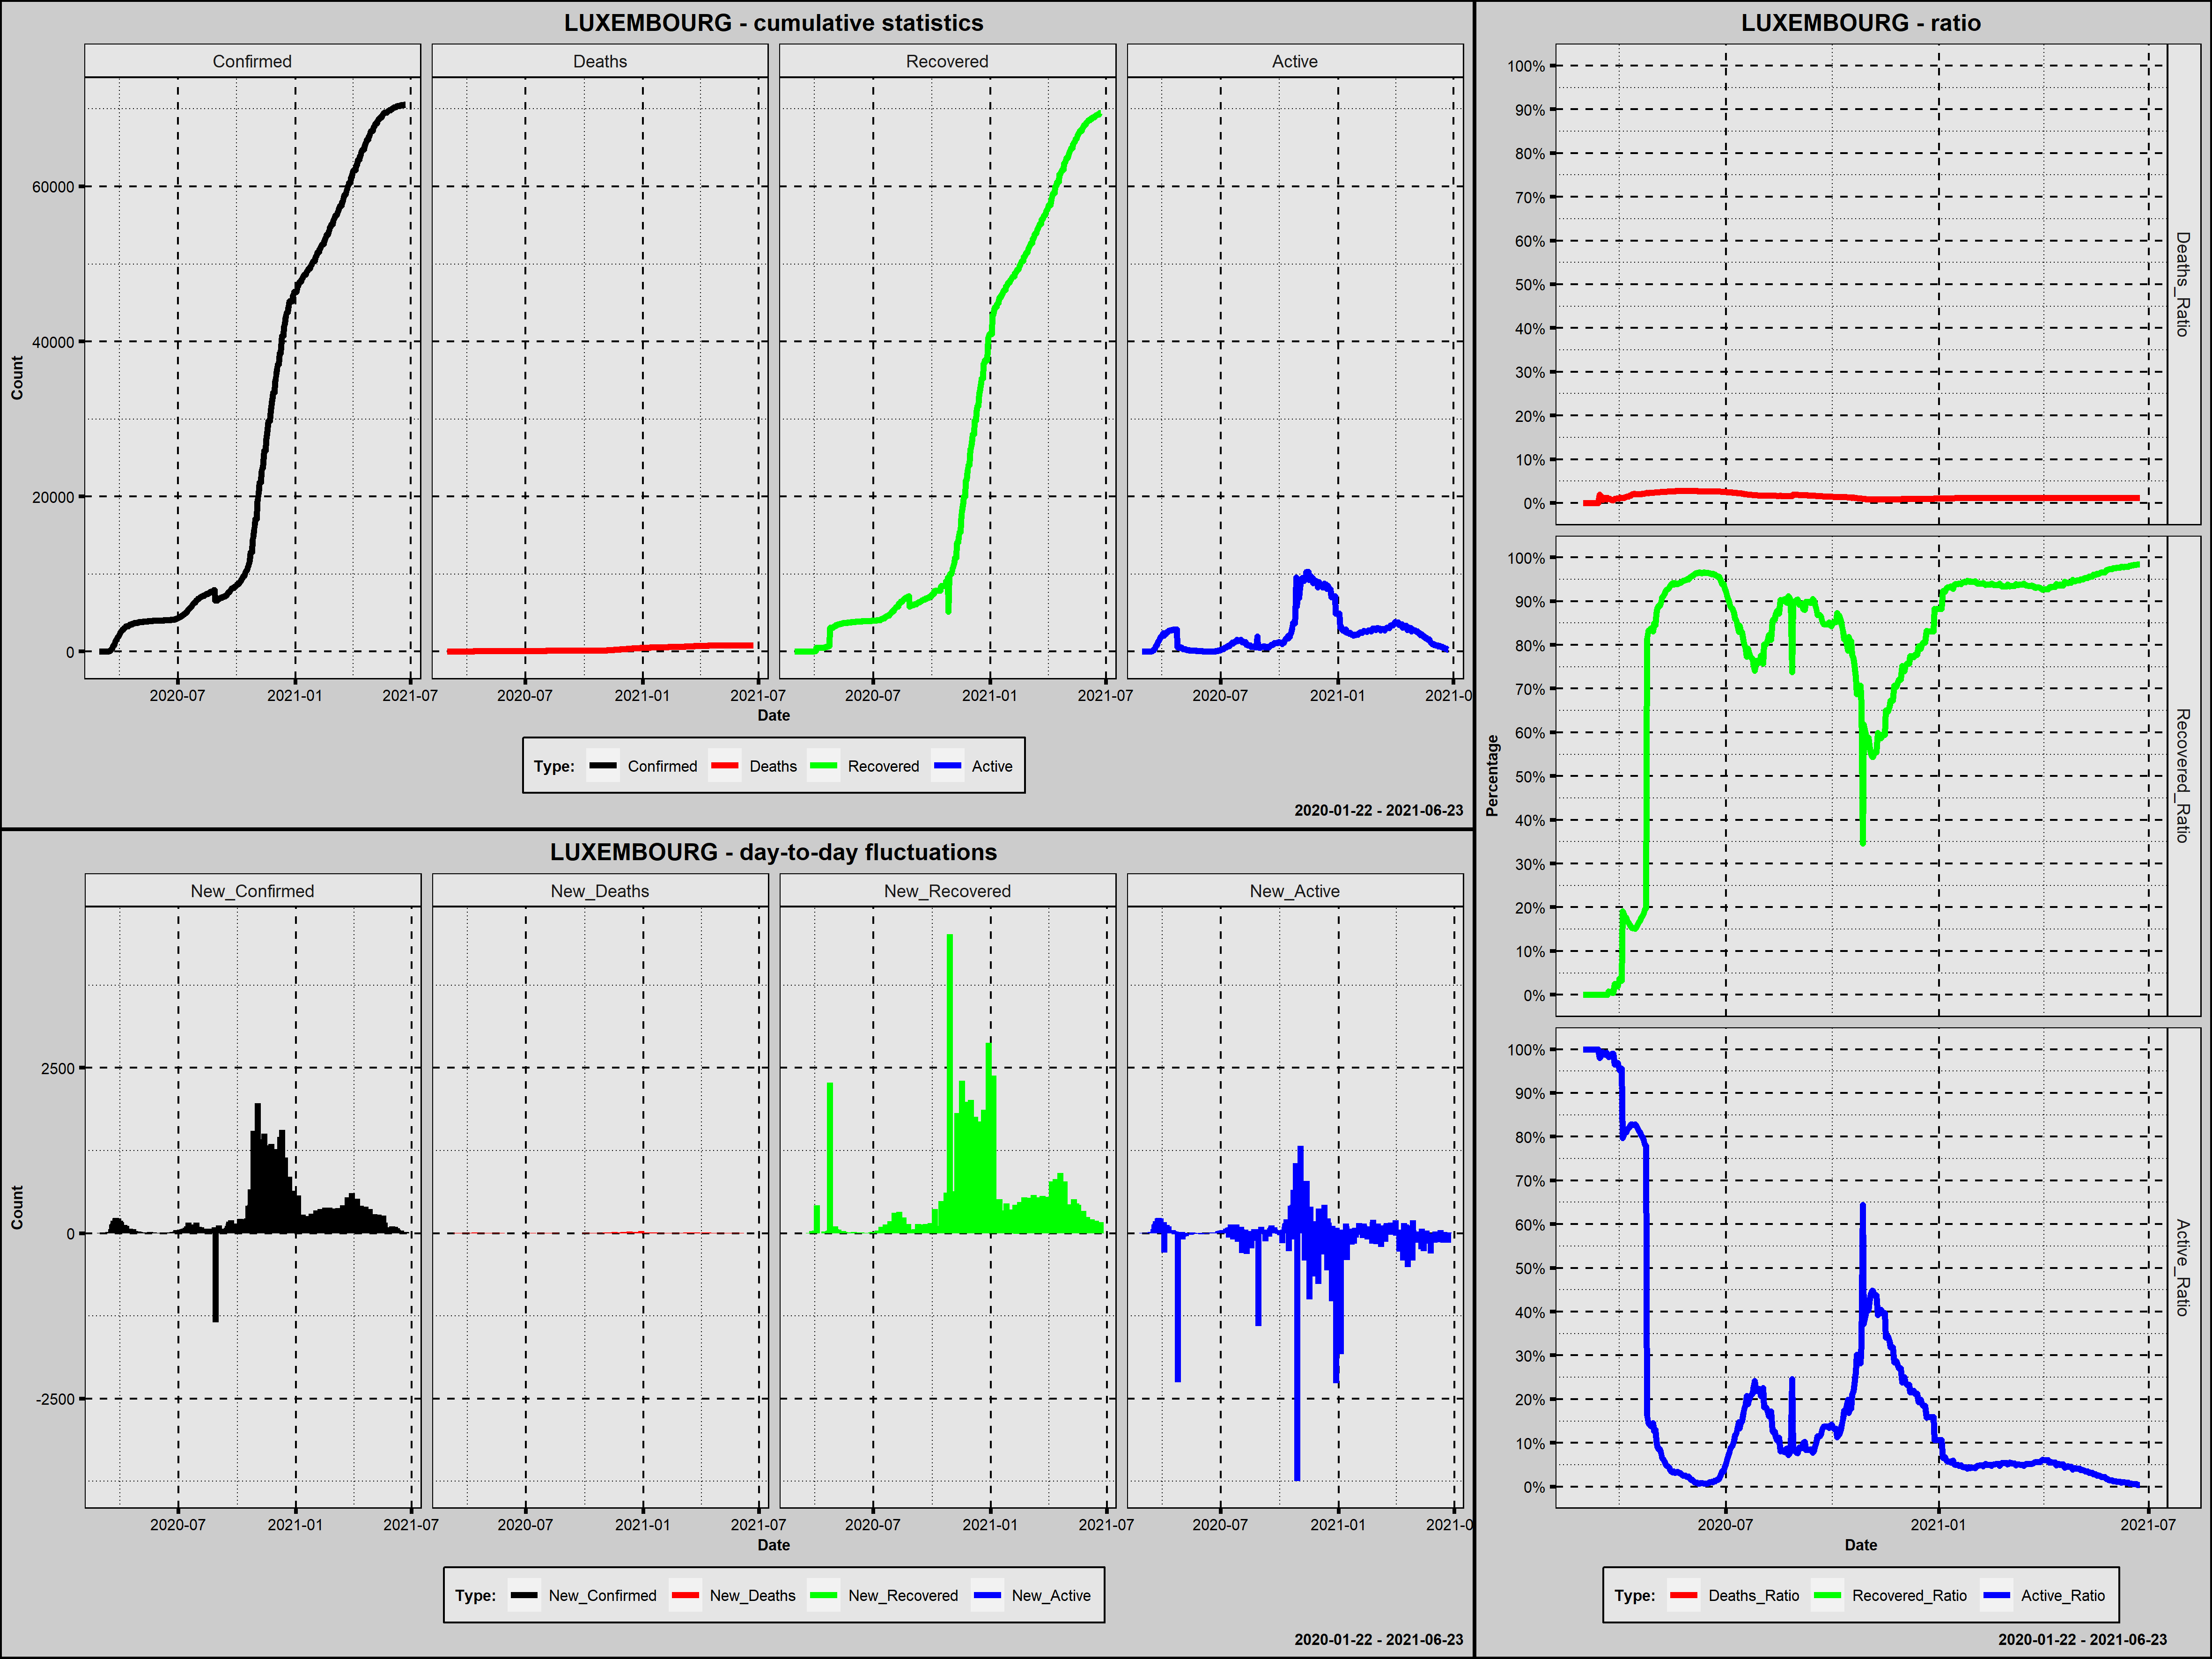 LUXEMBOURG - cumulative statistics
Confirmed Deaths Recovered Active
60000
40000
20000
0
Count
2020-07 2021-01 2021-07 2020-07 2021-01 2021-07 2020-07 2021-01 2021-07 2020-07 2021-01 2021-0
Date
Type: Confirmed Deaths Recovered Active
2020-01-22 - 2021-06-23
LUXEMBOURG - day-to-day fluctuations
New_Confirmed New_Deaths New_Recovered New_Active
2500
0
-2500
Count
2020-07 2021-01 2021-07 2020-07 2021-01 2021-07 2020-07 2021-01 2021-07 2020-07 2021-01 2021-0
Date
Type: New_Confirmed New_Deaths New_Recovered New_Active
2020-01-22 - 2021-06-23
LUXEMBOURG - ratio
100%
90%
80%
70%
60%
50%
40%
30%
20%
10%
0%
Deaths_Ratio
100%
90%
80%
70%
60%
50%
40%
30%
20%
10%
0%
Recovered_Ratio
Percentage
100%
90%
80%
70%
60%
50%
40%
30%
20%
10%
0%
Active_Ratio
2020-07 2021-01 2021-07
Date
Type: Deaths_Ratio Recovered_Ratio Active_Ratio
2020-01-22 - 2021-06-23